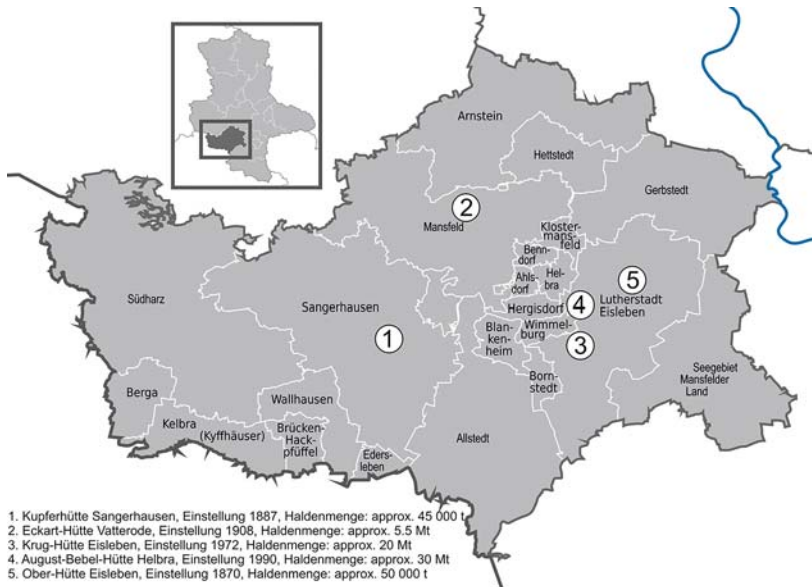 Arnstein
Hettstedt
Gerbstedt
2
Mansfeld
Kloster-
mans-
feld
Benn-
dorf
Ahls-
dorf
Hel-
bra
5
Südharz
Sangerhausen
Hergisdorf
4
Lutherstadt
Eisleben
1
Blan-
ken-
heim
Wimmel-
burg
3
Seegebiet
Mansfelder
Land
Born-
stedt
Berga
Wallhausen
Kelbra
(Kyffhäuser)
Brücken-
Hack-
pfüffel
Allstedt
Eders-
leben
1. Kupferhütte Sangerhausen, Einstellung 1887, Haldenmenge: approx. 45 000 t
2. Eckart-Hütte Vatterode, Einstellung 1908, Haldenmenge: approx. 5.5 Mt
3. Krug-Hütte Eisleben, Einstellung 1972, Haldenmenge: approx. 20 Mt
4. August-Bebel-Hütte Helbra, Einstellung 1990, Haldenmenge: approx. 30 Mt
5. Ober-Hütte Eisleben, Einstellung 1870, Haldenmenge: approx. 50 000 t